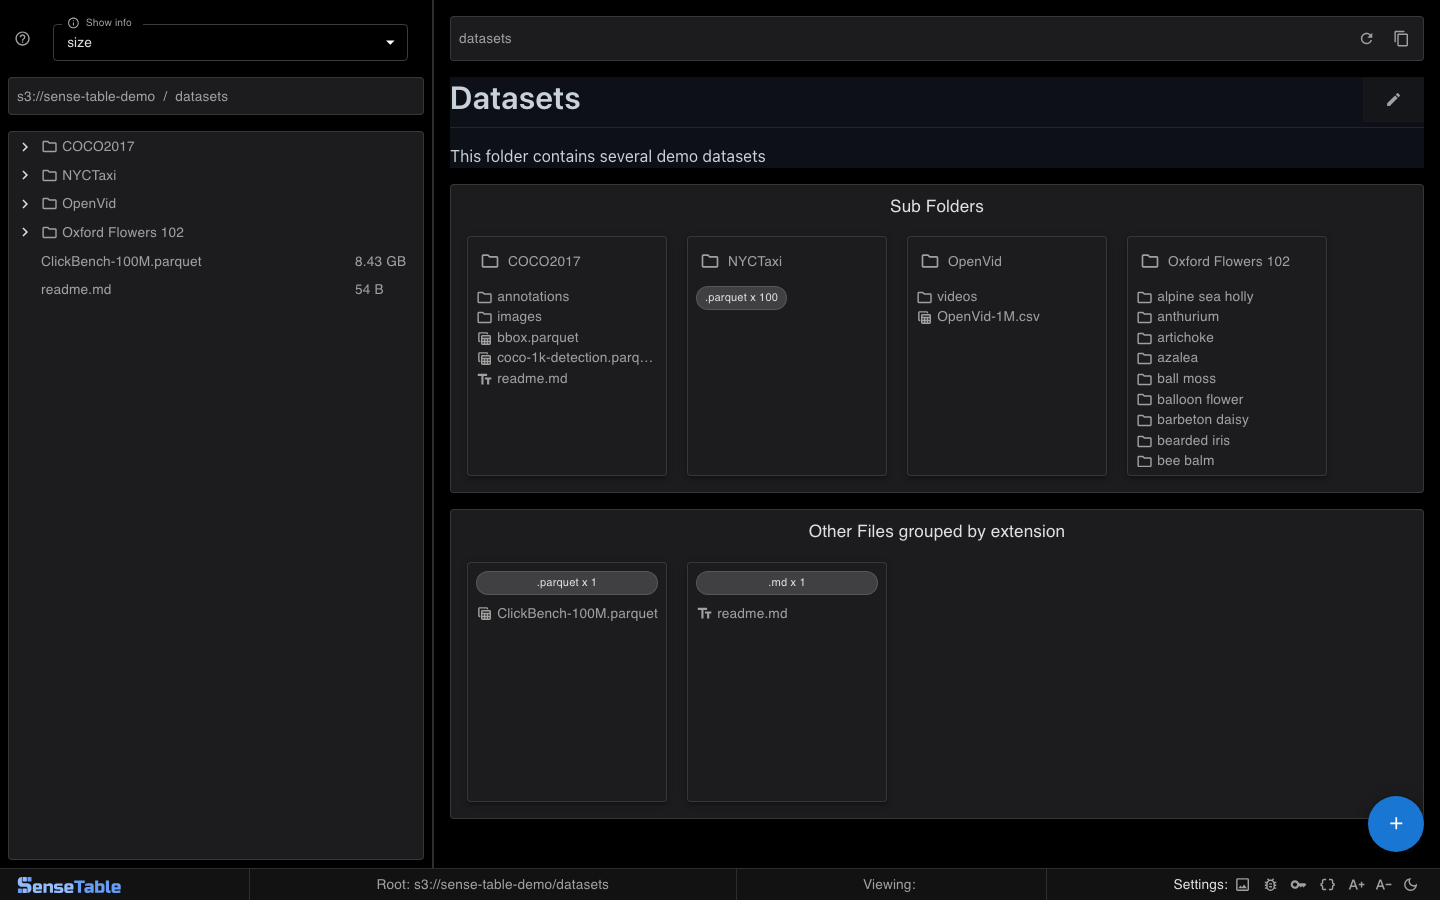 Show info
size
s3://sense-table-demo / datasets
COCO2017
NYCTaxi
OpenVid
Oxford Flowers 102
ClickBench-100M.parquet 8.43 GB
readme.md 54 B
datasets
Datasets
This folder contains several demo datasets
Sub Folders
COCO2017
annotations
images
bbox.parquet
coco-1k-detection.parq...
readme.md
NYCTaxi
.parquet x 100
OpenVid
videos
OpenVid-1M.csv
Oxford Flowers 102
alpine sea holly
anthurium
artichoke
azalea
ball moss
balloon flower
barbeton daisy
bearded iris
bee balm
Other Files grouped by extension
.parquet x 1
ClickBench-100M.parquet
.md x 1
readme.md
SenseTable
Root: s3://sense-table-demo/datasets
Viewing:
Settings:
A+
A-